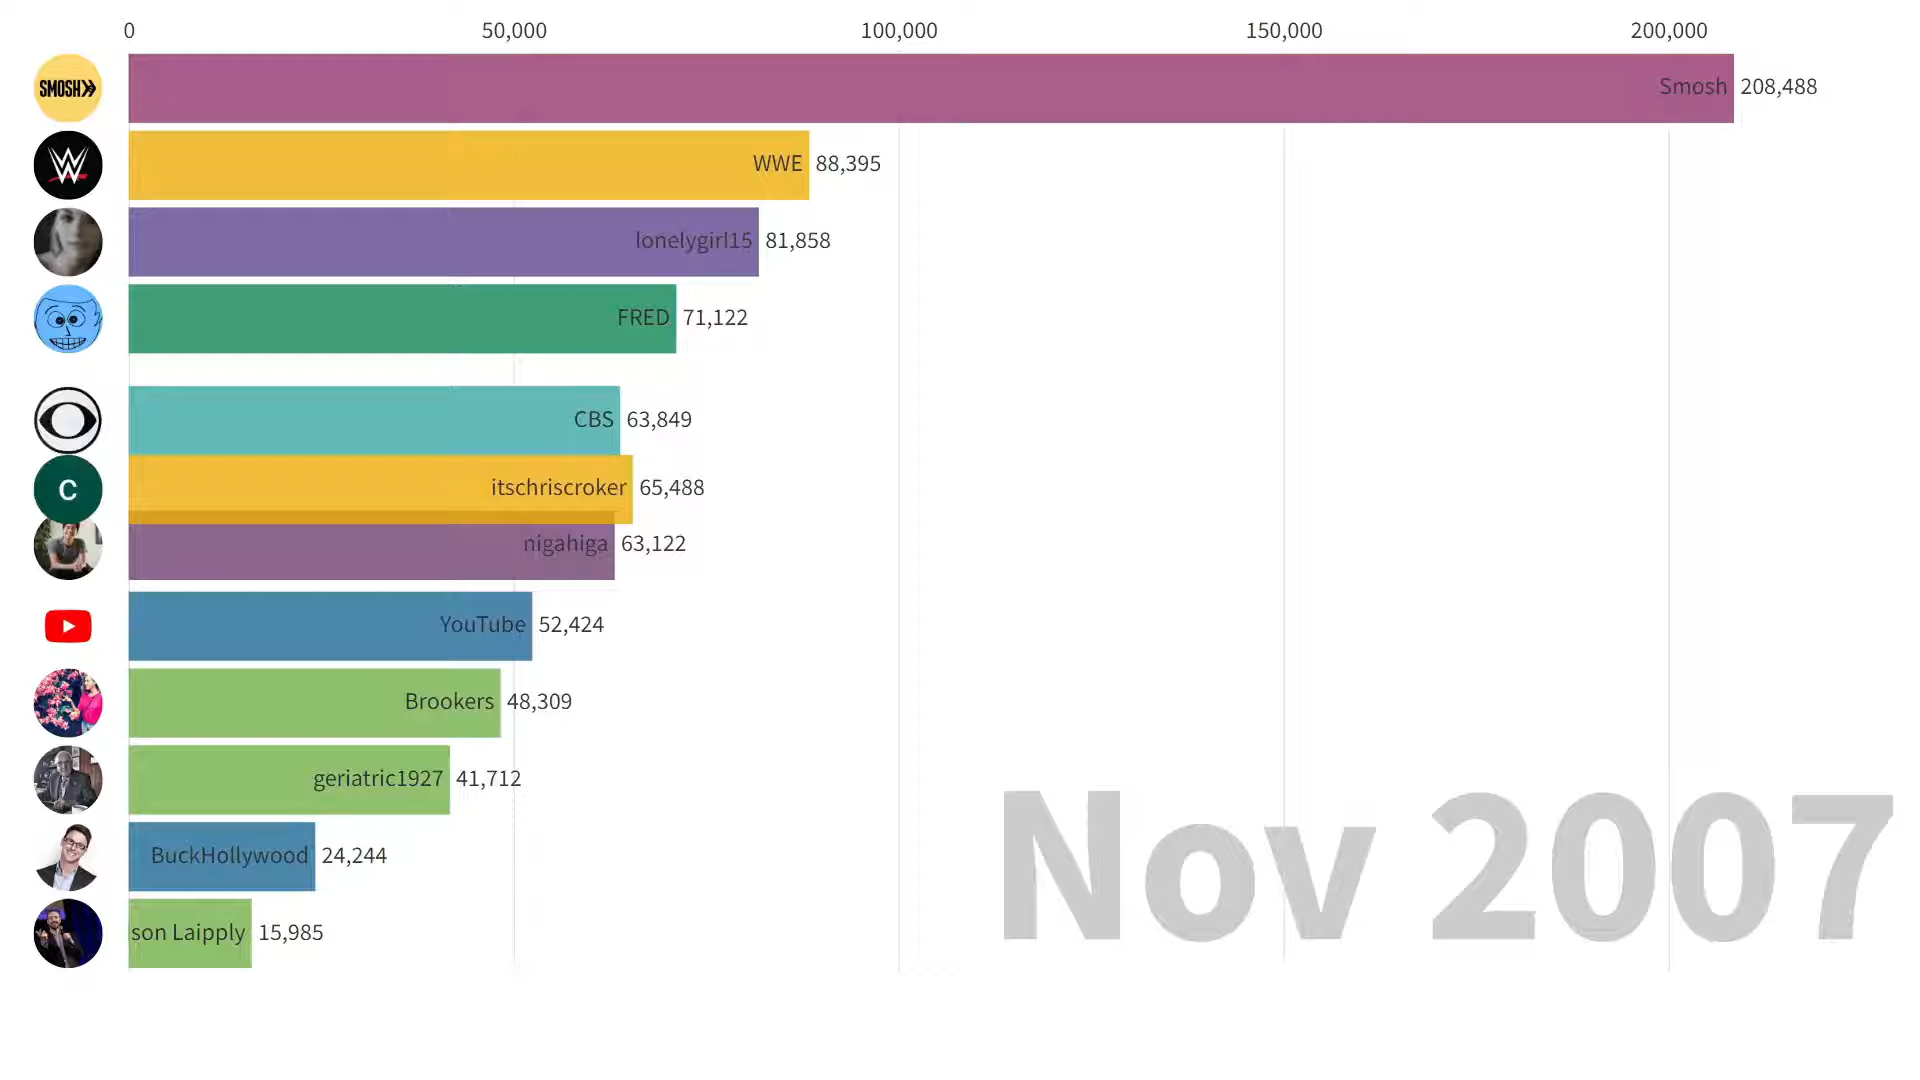 0 50,000 100,000 150,000 200,000
SMOSH
Smosh 208,488
W
WWE 88,395
lonelygirl15 81,858
FRED 71,122
CBS 63,849
C
itschriscroker 65,488
nigahiga 63,122
YouTube 52,424
Brookers 48,309
geriatric1927 41,712
BuckHollywood 24,244
son Laipply 15,985
Nov 2007